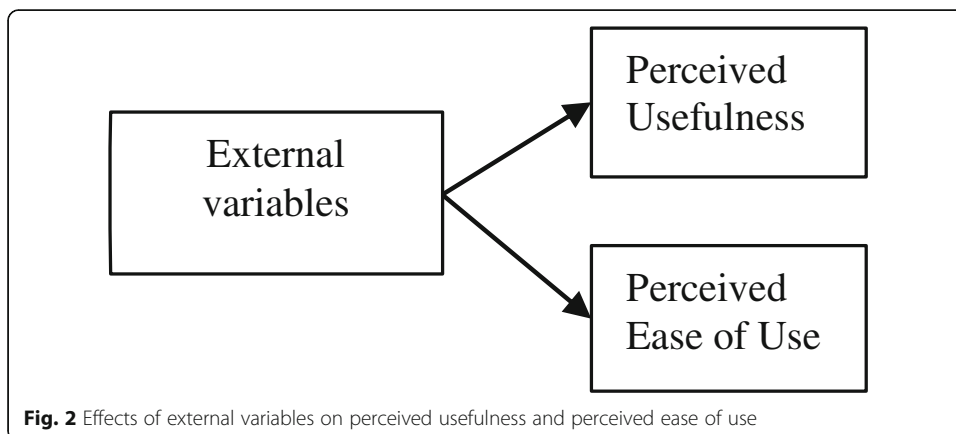 External
variables
Perceived
Usefulness
Perceived
Ease of Use
Fig. 2 Effects of external variables on perceived usefulness and perceived ease of use